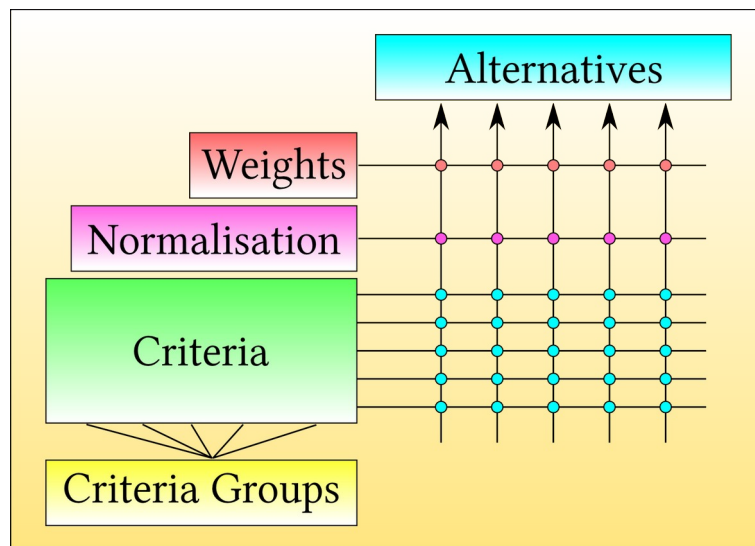 Alternatives
Weights
Normalisation
Criteria
Criteria Groups